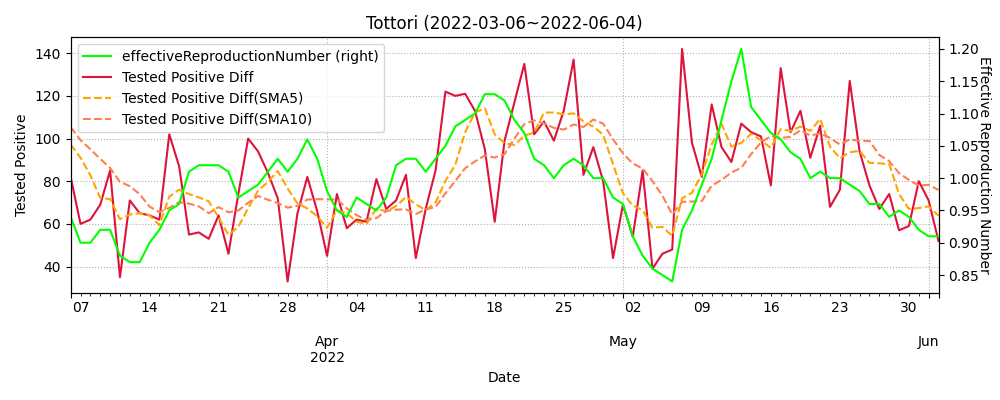 Tottori (2022-03-06~2022-06-04)
effectiveReproductionNumber (right)
Tested Positive Diff
Tested Positive Diff(SMA5)
Tested Positive Diff(SMA10)
Tested Positive
140
120
100
80
60
40
1.20
1.15
1.10
1.05
1.00
0.95
0.90
0.85
Effective Reproduction Number
07 14 21 28 04 11 18 25 02 09 16 23 30
Apr May Jun
2022
Date